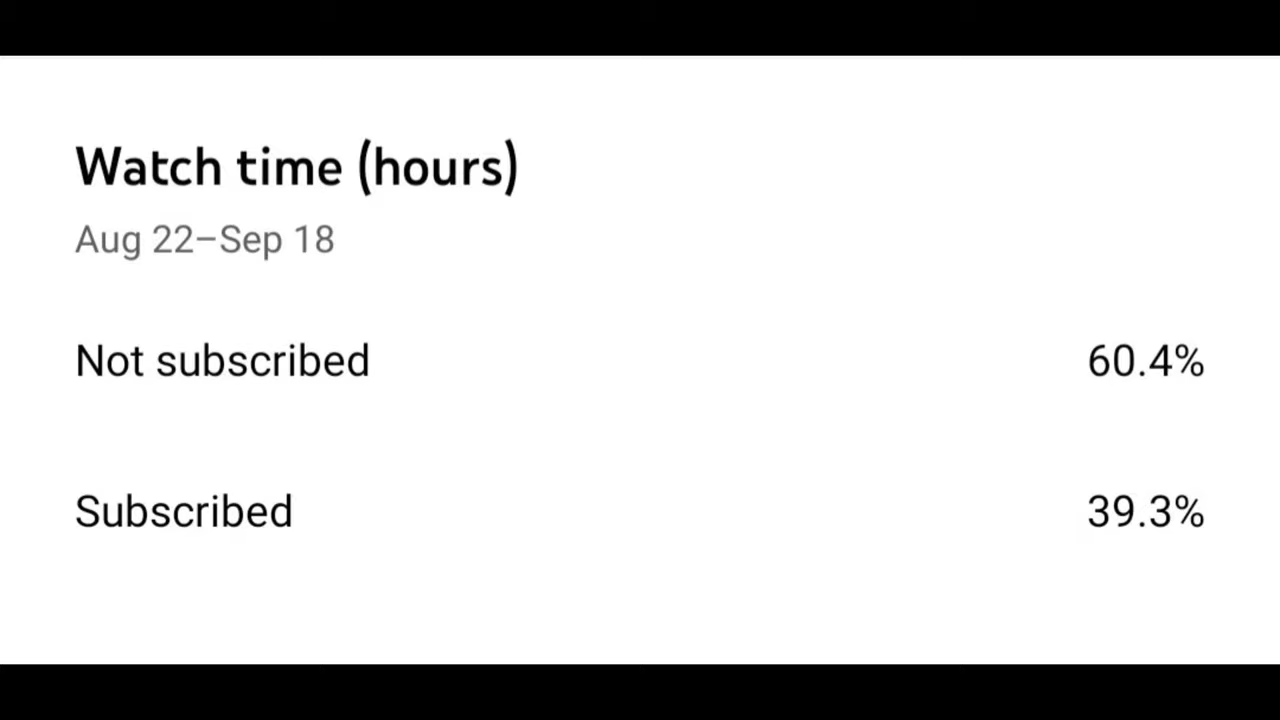 Watch time (hours)
Aug 22–Sep 18
Not subscribed 60.4%
Subscribed 39.3%